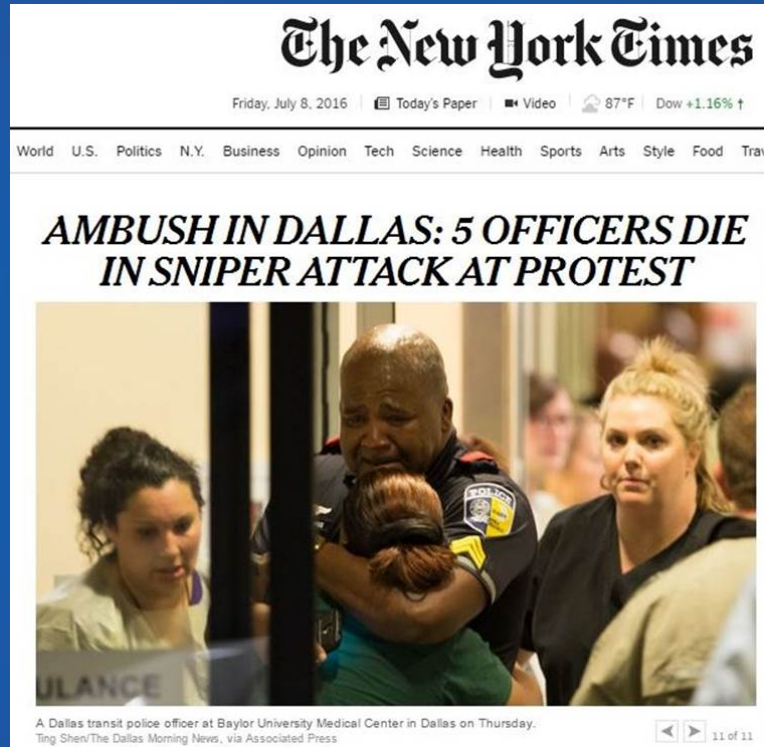 The New York Times
Friday, July 8, 2016 Today's Paper Video 87°F Dow +1.16% ↑
World U.S. Politics N.Y. Business Opinion Tech Science Health Sports Arts Style Food Trav
AMBUSH IN DALLAS: 5 OFFICERS DIE
IN SNIPER ATTACK AT PROTEST
POLICE
ULANCE
A Dallas transit police officer at Baylor University Medical Center in Dallas on Thursday.
Ting Shen/The Dallas Morning News, via Associated Press
11 of 11